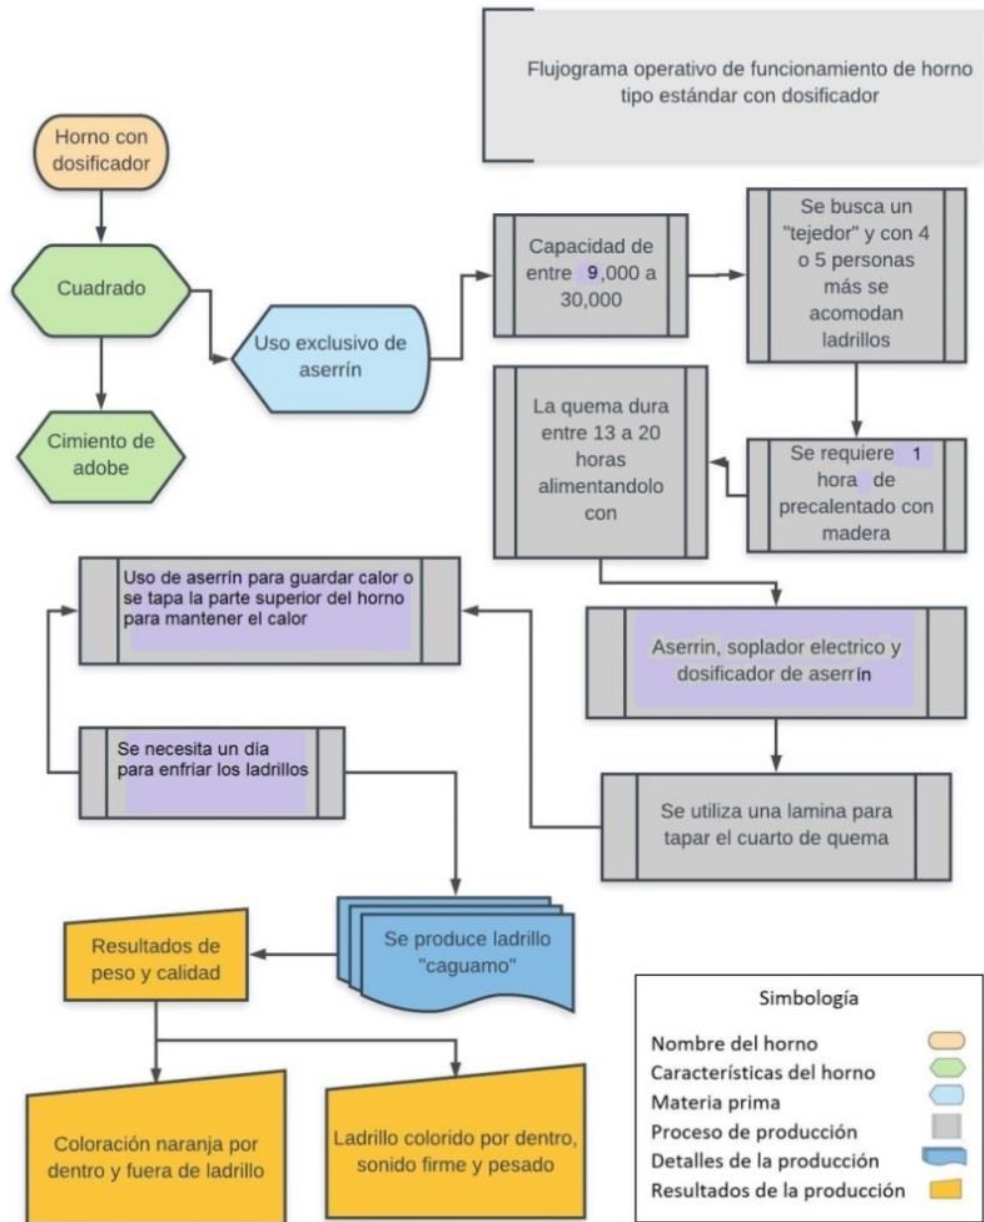 Flujograma operativo de funcionamiento de horno
tipo estándar con dosificador
Horno con
dosificador
Cuadrado
Cimiento de
adobe
Uso exclusivo de
aserrín
Capacidad de
entre 9,000 a
30,000
Se busca un
"tejedor" y con 4
o 5 personas
más se
acomodan
ladrillos
Se requiere 1
hora de
precalentado con
madera
La quema dura
entre 13 a 20
horas
alimentandolo
con
Aserrin, soplador electrico y
dosificador de aserrín
Se utiliza una lamina para
tapar el cuarto de quema
Uso de aserrín para guardar calor o
se tapa la parte superior del horno
para mantener el calor
Se necesita un día
para enfriar los ladrillos
Se produce ladrillo
"caguamo"
Resultados de
peso y calidad
Coloración naranja por
dentro y fuera de ladrillo
Ladrillo colorido por dentro,
sonido firme y pesado
Simbología
Nombre del horno
Características del horno
Materia prima
Proceso de producción
Detalles de la producción
Resultados de la producción